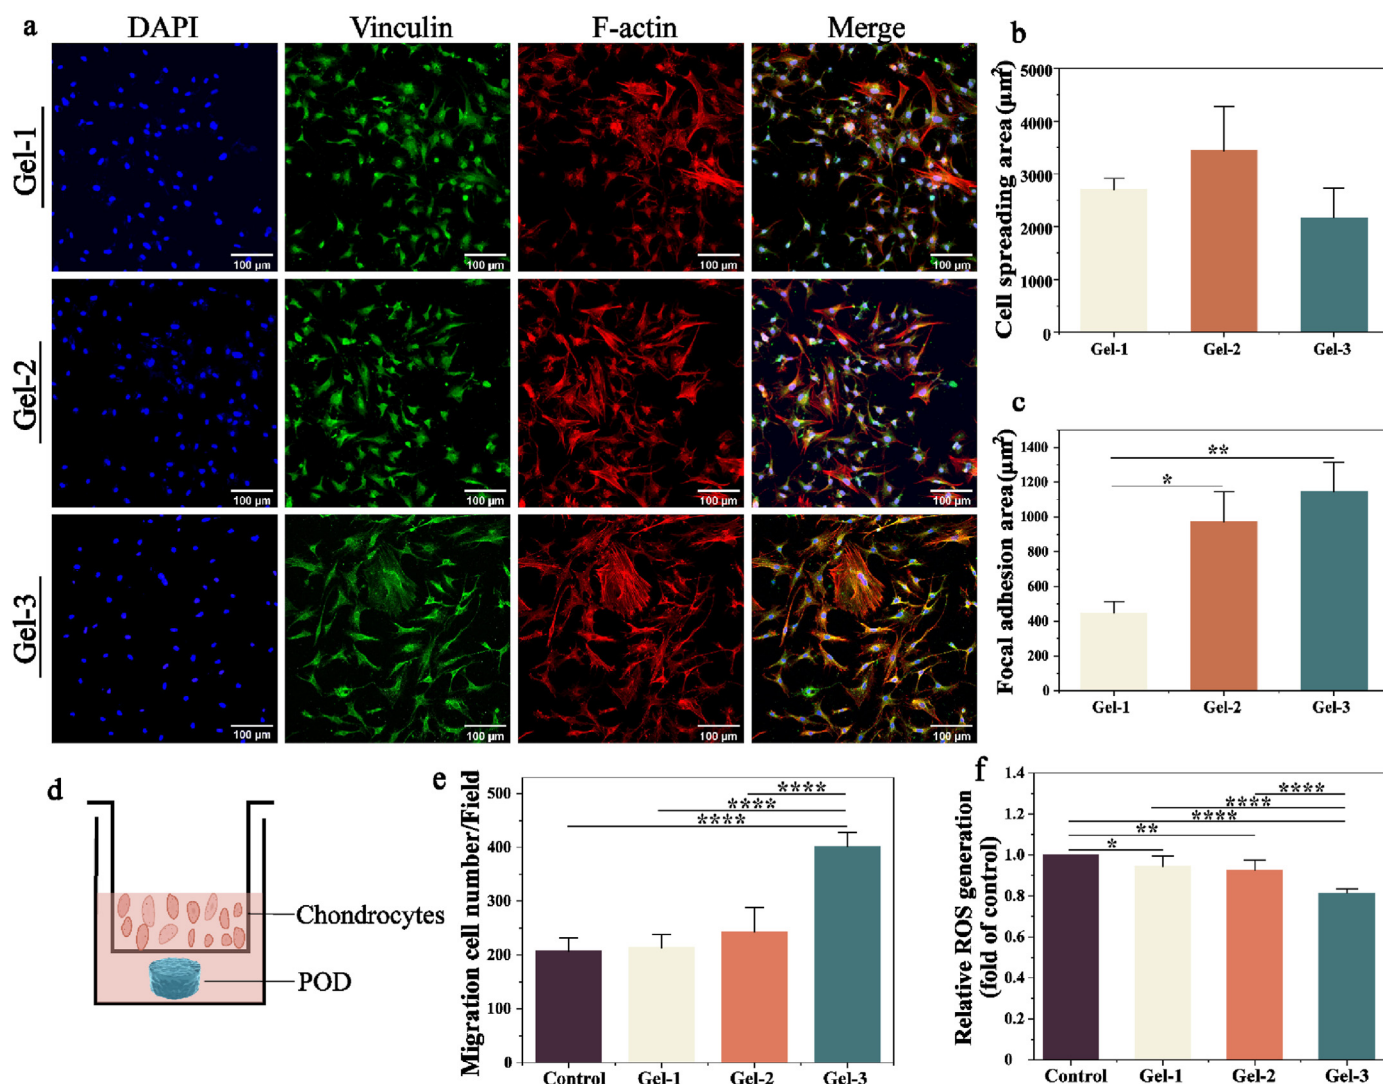 a
DAPI Vinculin F-actin Merge
Gel-1
100 μm 100 μm 100 μm 100 μm
Gel-2
100 μm 100 μm 100 μm 100 μm
Gel-3
100 μm 100 μm 100 μm 100 μm
b
Cell spreading area (μm²)
5000
4000
3000
3000
2000
1000
0
Gel-1 Gel-2 Gel-3
c
Focal adhesion area (μm²)
1400
1200
1000
800
600
400
200
0
**
*
Gel-1 Gel-2 Gel-3
d
Chondrocytes
POD
e
Migration cell number/Field
500
400
300
200
100
0
****
****
****
Control Gel-1 Gel-2 Gel-3
f
Relative ROS generation
(fold of control)
1.4
1.2
1.0
0.8
0.6
0.4
0.2
0
****
****
****
**
*
Control Gel-1 Gel-2 Gel-3